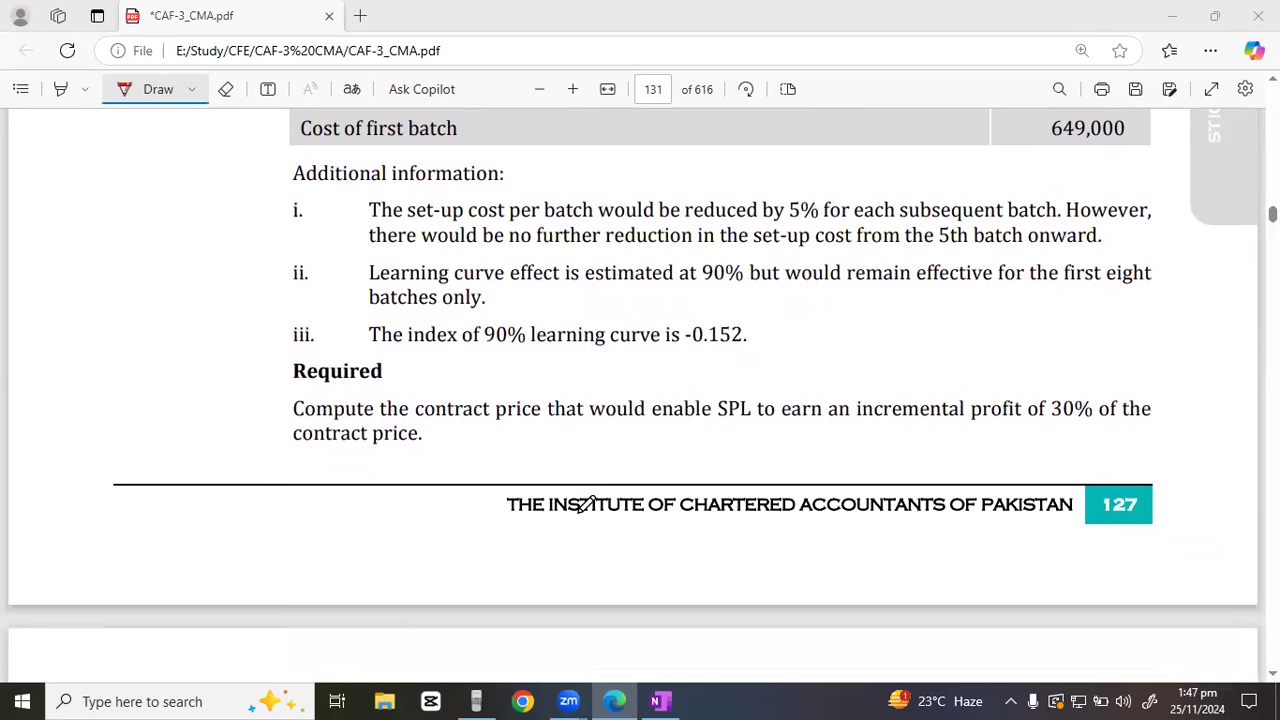 *CAF-3_CMA.pdf
File E:/Study/CFE/CAF-3%20CMA/CAF-3_CMA.pdf
Draw aあ Ask Copilot 131 of 616
STIC
Cost of first batch 649,000
Additional information:
i. The set-up cost per batch would be reduced by 5% for each subsequent batch. However,
there would be no further reduction in the set-up cost from the 5th batch onward.
ii. Learning curve effect is estimated at 90% but would remain effective for the first eight
batches only.
iii. The index of 90% learning curve is -0.152.
Required
Compute the contract price that would enable SPL to earn an incremental profit of 30% of the
contract price.
THE INSTITUTE OF CHARTERED ACCOUNTANTS OF PAKISTAN 127
Type here to search 23°C Haze 1:47 pm
25/11/2024